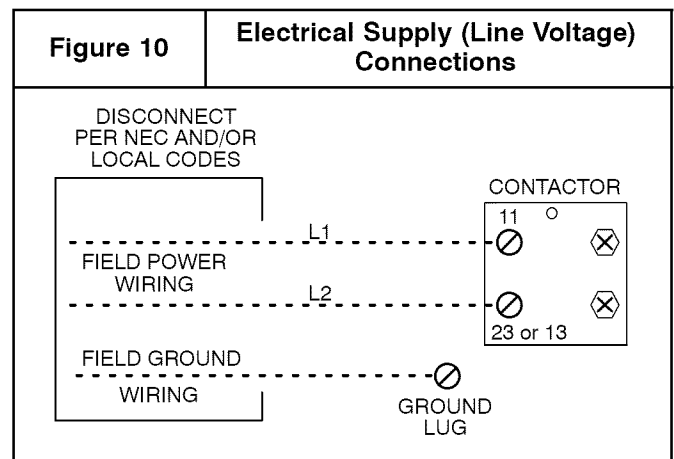 Figure 10
Electrical Supply (Line Voltage)
Connections
DISCONNECT
PER NEC AND/OR
LOCAL CODES
CONTACTOR
11
L1
FIELD POWER
WIRING
L2
23 or 13
FIELD GROUND
WIRING
GROUND
LUG